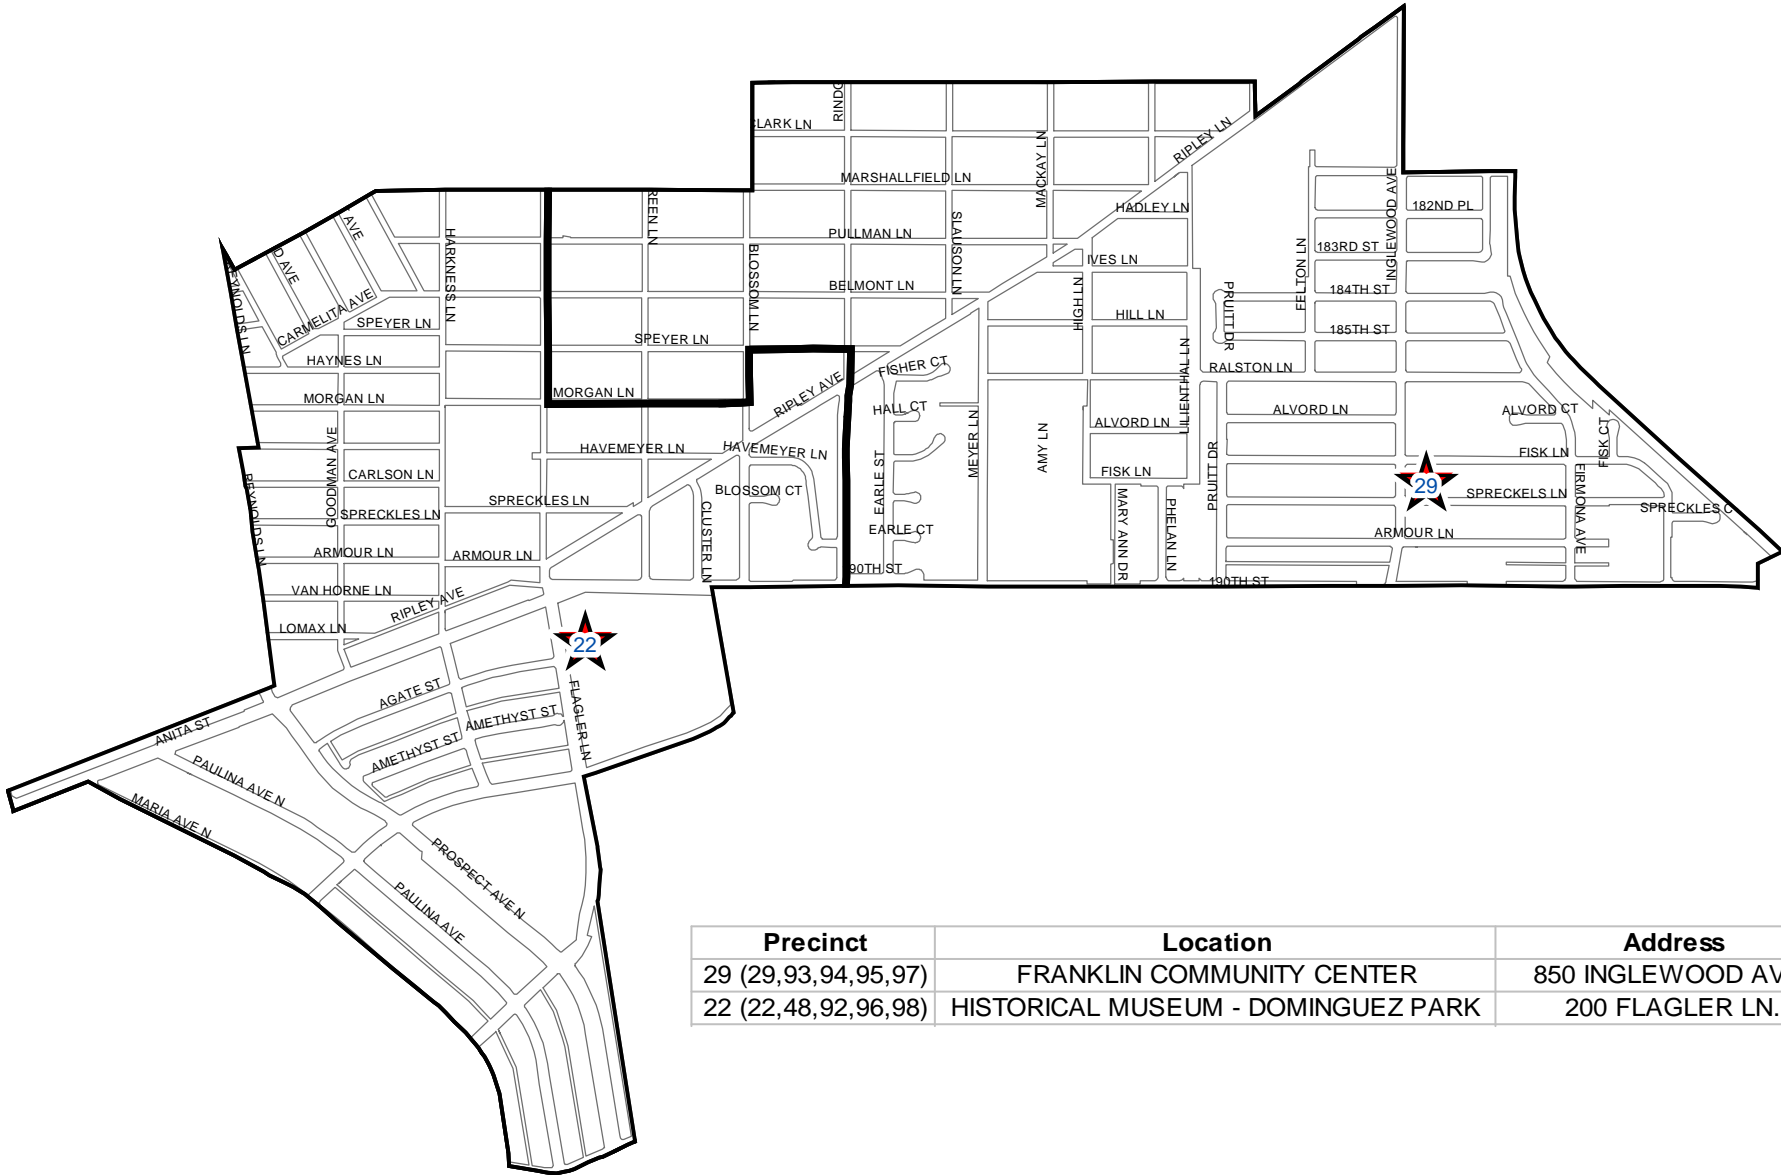 CLARK LN
MARSHALLFIELD LN
MACKAY LN
RIPLEY LN
HADLEY LN
182ND PL
INGLEWOOD AVE
AVE
HARKNESS LN
PULLMAN LN
SLAUSON LN
183RD ST
FELTON LN
IVES LN
BLOSSOM LN
BELMONT LN
184TH ST
HIGH LN
HILL LN
PRUITT DR
185TH ST
CARMELITA AVE
SPEYER LN
SPEYER LN
HAYNES LN
FISHER CT
LILIENTHAL LN
RALSTON LN
MORGAN LN
MORGAN LN
RIPLEY AVE
HALL CT
ALVORD LN
ALVORD LN
ALVORD CT
MEYER LN
AMY LN
GOODMAN AVE
HAVEMEYER LN
HAVEMEYER LN
FISK LN
FISK CT
CARLSON LN
EARLE ST
FISK LN
PRUITT DR
29
FIRMONA AVE
BLOSSOM CT
SPRECKELS LN
SPRECKLES LN
SPRECKLES LN
CLUSTER LN
EARLE CT
MARY ANN DR
PHELAN LN
SPRECKLES C
ARMOUR LN
ARMOUR LN
ARMOUR LN
90TH ST
190TH ST
VAN HORNE LN
RIPLEY AVE
LOMAX LN
22
AGATE ST
FLAGLER LN
AMETHYST ST
AMETHYST ST
ANITA ST
PAULINA AVE N
MARIA AVE N
PROSPECT AVE N
PAULINA AVE
Precinct Location Address
29 (29,93,94,95,97) FRANKLIN COMMUNITY CENTER 850 INGLEWOOD AV
22 (22,48,92,96,98) HISTORICAL MUSEUM - DOMINGUEZ PARK 200 FLAGLER LN.